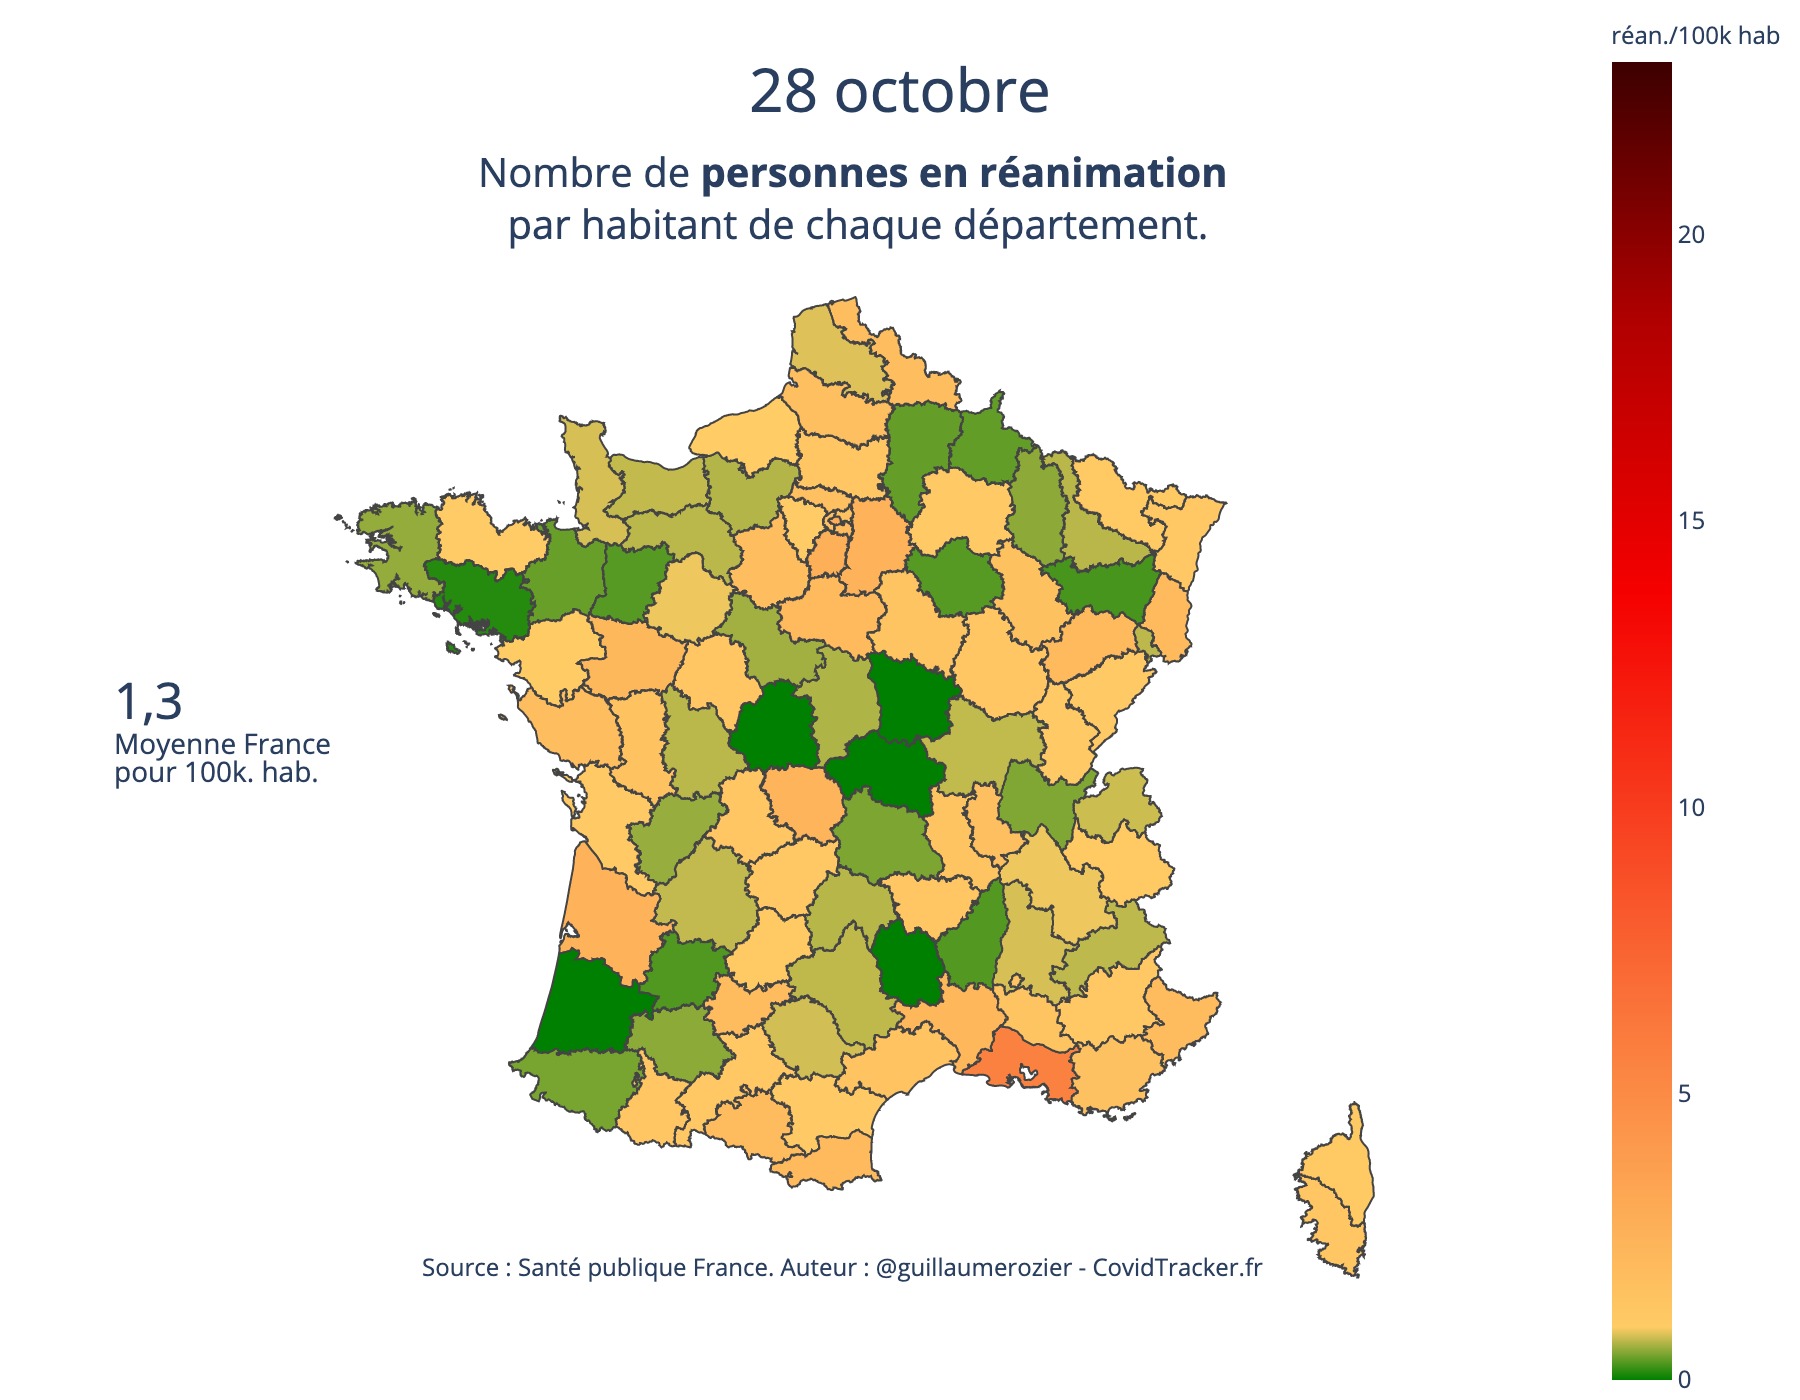 réan./100k hab
28 octobre
Nombre de personnes en réanimation
par habitant de chaque département.
20
15
1,3
Moyenne France
pour 100k. hab.
10
5
Source : Santé publique France. Auteur : @guillaumerozier - CovidTracker.fr
0